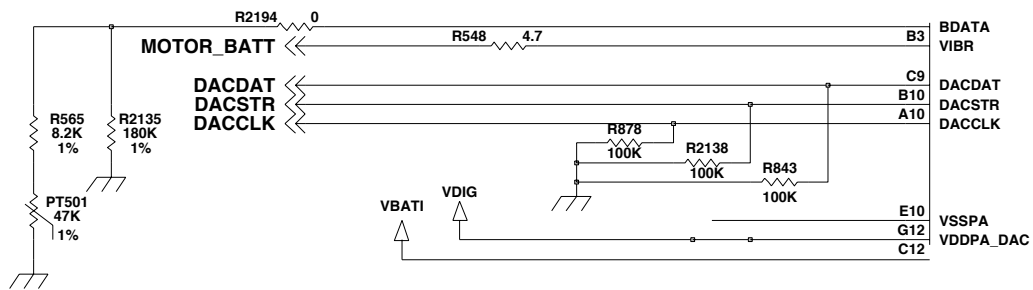 R2194 0
BDATA
MOTOR_BATT R548 4.7 B3 VIBR
DACDAT C9 DACDAT
DACSTR B10 DACSTR
DACCLK A10 DACCLK
R565
8.2K
1%
R2135
180K
1%
R878
100K
R2138
100K
R843
100K
PT501
47K
1%
VBATI
VDIG
E10 VSSPA
G12 VDDPA_DAC
C12